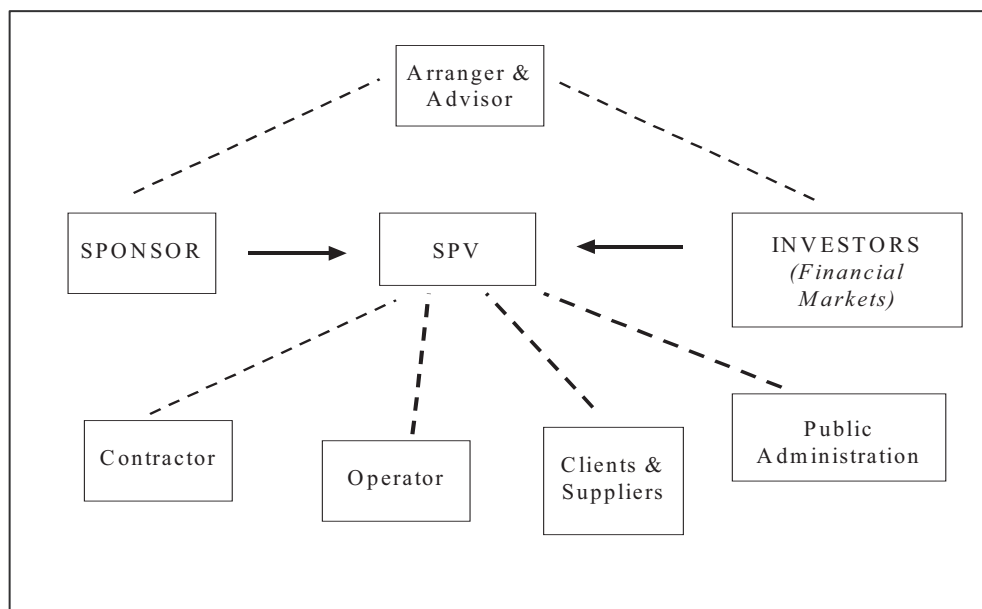 Arranger &
Advisor
SPONSOR
SPV
INVESTORS
(Financial
Markets)
Contractor
Operator
Clients &
Suppliers
Public
Administration